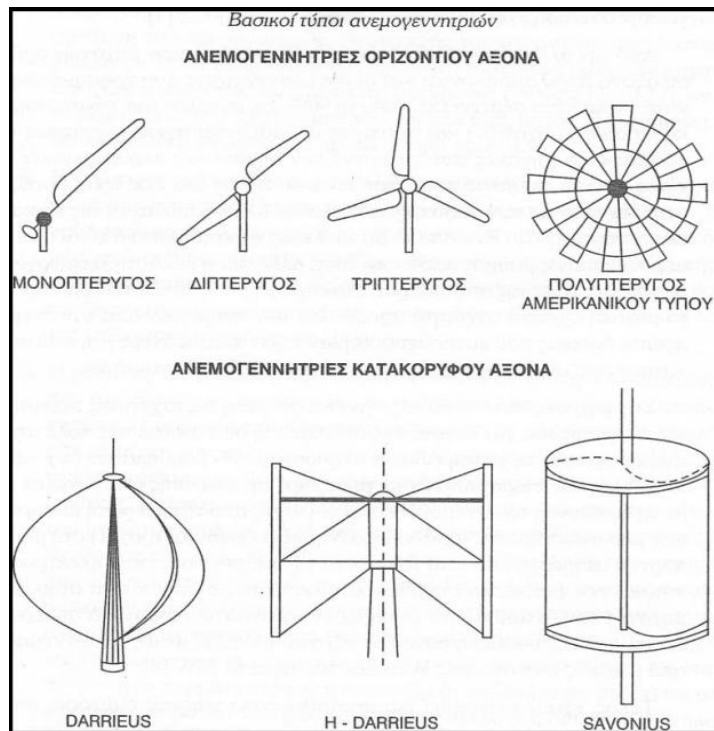 Βασικοί τύποι ανεμογεννητριών
ΑΝΕΜΟΓΕΝΝΗΤΡΙΕΣ ΟΡΙΖΟΝΤΙΟΥ ΑΞΟΝΑ
ΜΟΝΟΠΤΕΡΥΓΟΣ ΔΙΠΤΕΡΥΓΟΣ ΤΡΙΠΤΕΡΥΓΟΣ ΠΟΛΥΠΤΕΡΥΓΟΣ
ΑΜΕΡΙΚΑΝΙΚΟΥ ΤΥΠΟΥ
ΑΝΕΜΟΓΕΝΝΗΤΡΙΕΣ ΚΑΤΑΚΟΡΥΦΟΥ ΑΞΟΝΑ
DARRIEUS H - DARRIEUS SAVONIUS